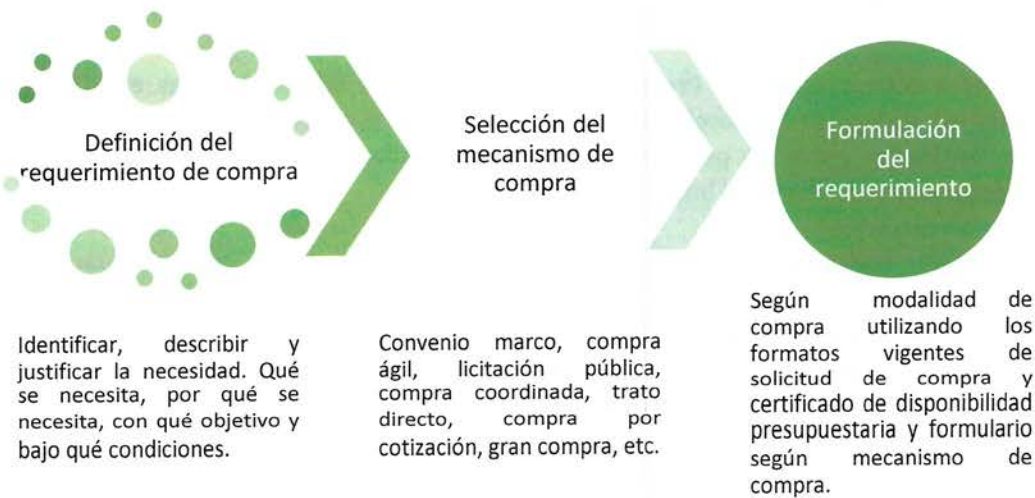 Definición del
requerimiento de compra
Selección del
mecanismo de
compra
Formulación
del
requerimiento
Identificar, describir y
justificar la necesidad. Qué
se necesita, por qué se
necesita, con qué objetivo y
bajo qué condiciones.
Convenio marco, compra
ágil, licitación pública,
compra coordinada, trato
directo, compra por
cotización, gran compra, etc.
Según modalidad de
compra utilizando los
formatos vigentes de
solicitud de compra y
certificado de disponibilidad
presupuestaria y formulario
según mecanismo de
compra.